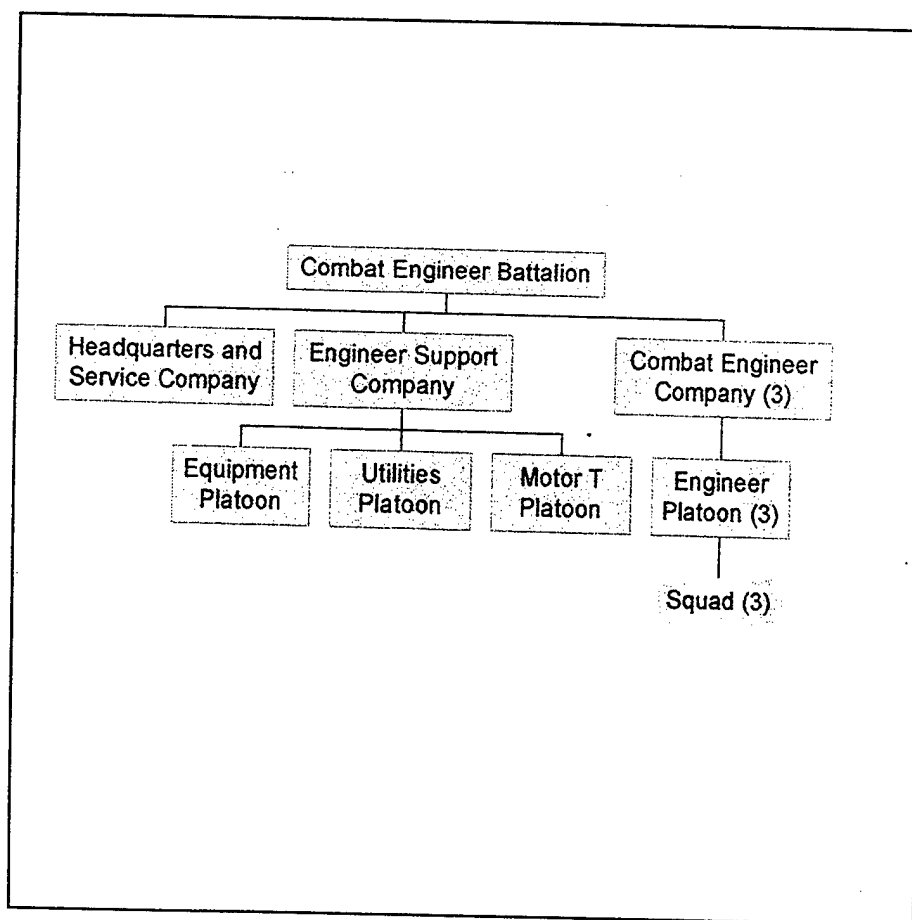 Combat Engineer Battalion
Headquarters and
Service Company
Engineer Support
Company
Combat Engineer
Company (3)
Equipment
Platoon
Utilities
Platoon
Motor T
Platoon
Engineer
Platoon (3)
Squad (3)